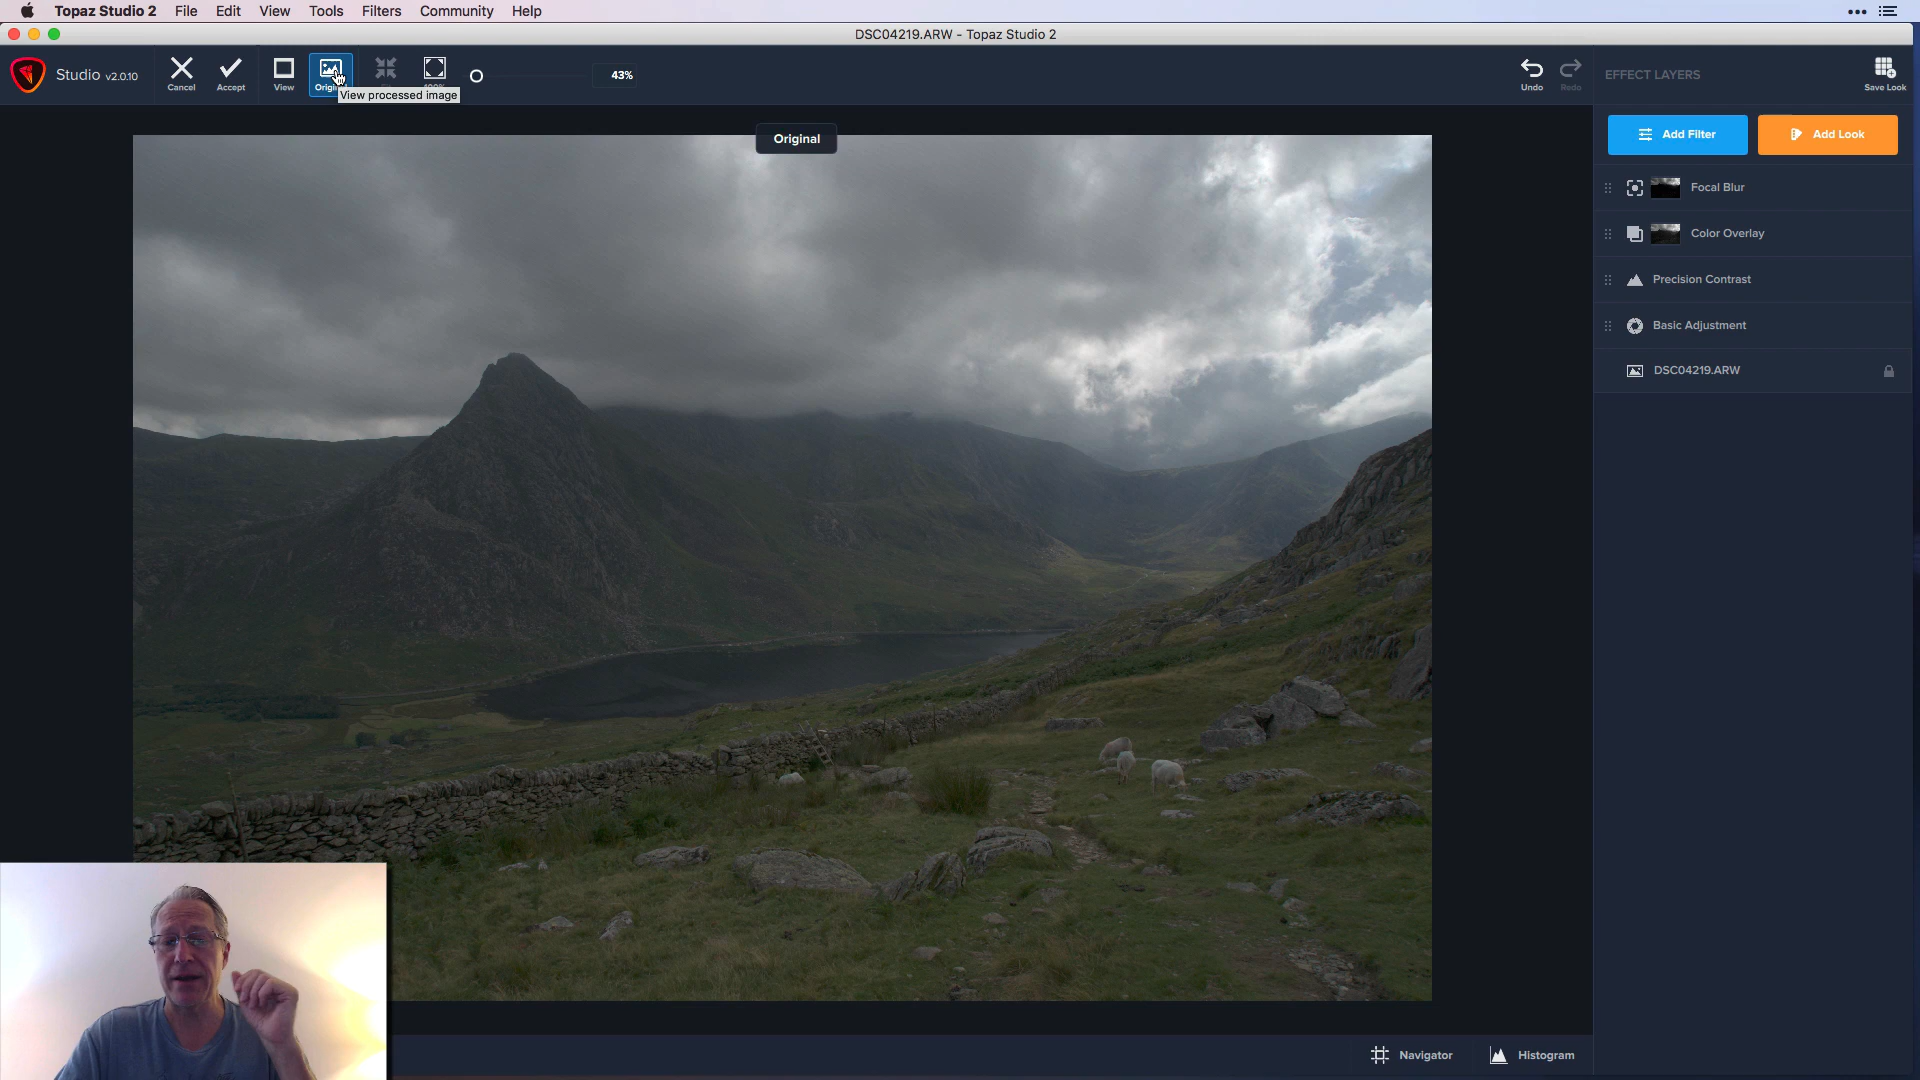 Topaz Studio 2 File Edit View Tools Filters Community Help
DSC04219.ARW - Topaz Studio 2
Studio v2.0.10
Cancel
Accept
View
43%
Undo
Redo
EFFECT LAYERS
Save Look
View processed image
Original
Add Filter
Add Look
Focal Blur
Color Overlay
Precision Contrast
Basic Adjustment
DSC04219.ARW
Navigator
Histogram